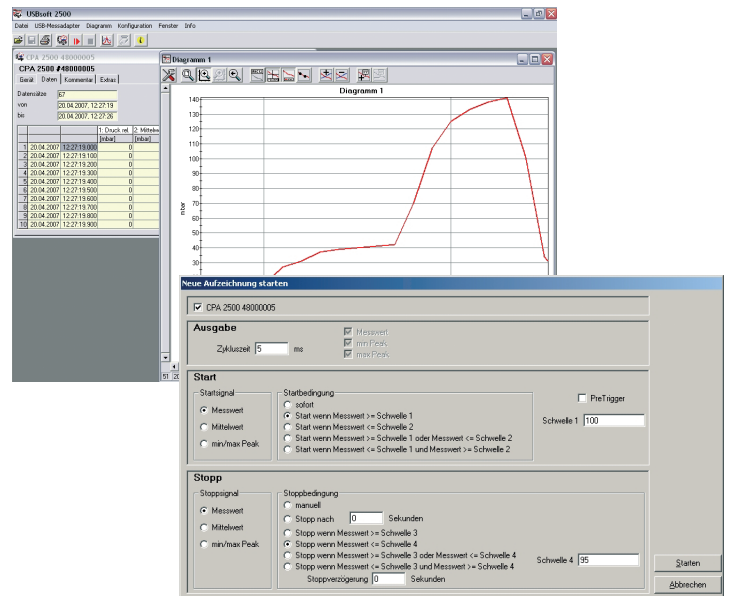 USBsoft 2500
Datei USB-Messadapter Diagramm Konfiguration Fenster Info
CPA 2500 48000005
CPA 2500 #48000005
Gerät Daten Kommentar Extras
Datensätze 67
von 20.04.2007, 12:27:19
bis 20.04.2007, 12:27:26
1: Druck rel. 2: Mittelwe
[mbar] [mbar]
1 20.04.2007 12:27:19.000 0
2 20.04.2007 12:27:19.100 0
3 20.04.2007 12:27:19.200 0
4 20.04.2007 12:27:19.300 0
5 20.04.2007 12:27:19.400 0
6 20.04.2007 12:27:19.500 0
7 20.04.2007 12:27:19.600 0
8 20.04.2007 12:27:19.700 0
9 20.04.2007 12:27:19.800 0
10 20.04.2007 12:27:19.900 0
Diagramm 1
Diagramm 1
140
130
120
110
100
90
80
70
60
50
40
30
mbar
51
Neue Aufzeichnung starten
CPA 2500 48000005
Ausgabe
Zykluszeit 5 ms
Messwert
min Peak
max Peak
Start
Startsignal
Messwert
Mittelwert
min/max Peak
Startbedingung
sofort
Start wenn Messwert >= Schwelle 1
Start wenn Messwert <= Schwelle 2
Start wenn Messwert >= Schwelle 1 oder Messwert <= Schwelle 2
Start wenn Messwert <= Schwelle 1 und Messwert >= Schwelle 2
PreTrigger
Schwelle 1 100
Stopp
Stoppsignal
Messwert
Mittelwert
min/max Peak
Stoppbedingung
manuell
Stopp nach 0 Sekunden
Stopp wenn Messwert >= Schwelle 3
Stopp wenn Messwert <= Schwelle 4
Stopp wenn Messwert >= Schwelle 3 oder Messwert <= Schwelle 4
Stopp wenn Messwert <= Schwelle 3 und Messwert >= Schwelle 4
Stoppverzögerung 0 Sekunden
Schwelle 4 95
Starten
Abbrechen